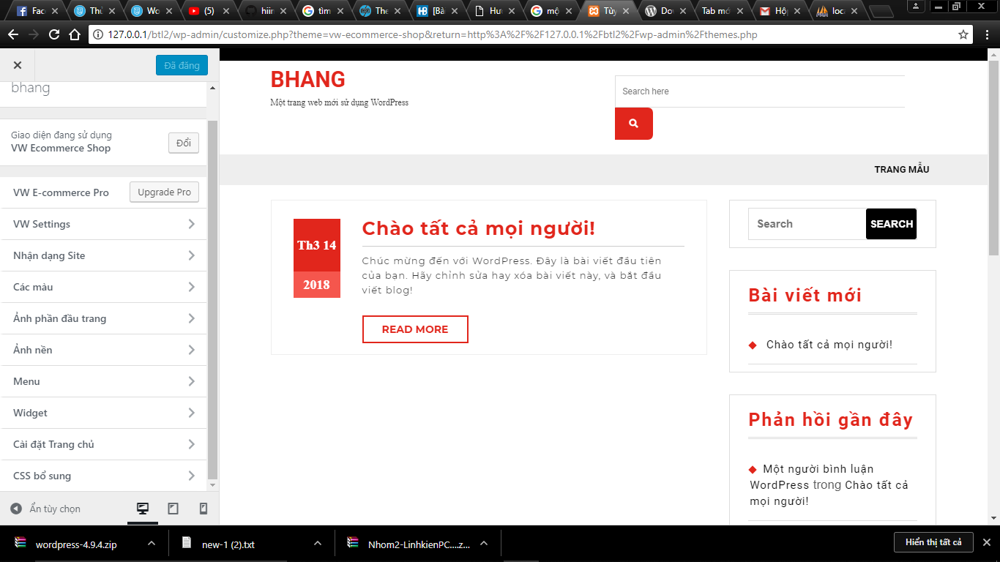 Fac
Thủ
Wo
(5)
hiin
tìm
The
[Bà
Hư
mộ
Tùy
Do
Tab mớ
Hộp
loca
127.0.0.1/btl2/wp-admin/customize.php?theme=vw-ecommerce-shop&return=http%3A%2F%2F127.0.0.1%2Fbtl2%2Fwp-admin%2Fthemes.php
Đã đăng
bhang
Giao diện đang sử dụng
VW Ecommerce Shop
Đổi
VW E-commerce Pro
Upgrade Pro
VW Settings
Nhận dạng Site
Các màu
Ảnh phần đầu trang
Ảnh nền
Menu
Widget
Cài đặt Trang chủ
CSS bổ sung
Ẩn tùy chọn
BHANG
Một trang web mới sử dụng WordPress
Search here
TRANG MẪU
Th3 14
2018
Chào tất cả mọi người!
Chúc mừng đến với WordPress. Đây là bài viết đầu tiên
của bạn. Hãy chỉnh sửa hay xóa bài viết này, và bắt đầu
viết blog!
READ MORE
Search
SEARCH
Bài viết mới
Chào tất cả mọi người!
Phản hồi gần đây
Một người bình luận
WordPress trong Chào tất cả
mọi người!
wordpress-4.9.4.zip
new-1 (2).txt
Nhom2-LinhkienPC....z...
Hiển thị tất cả